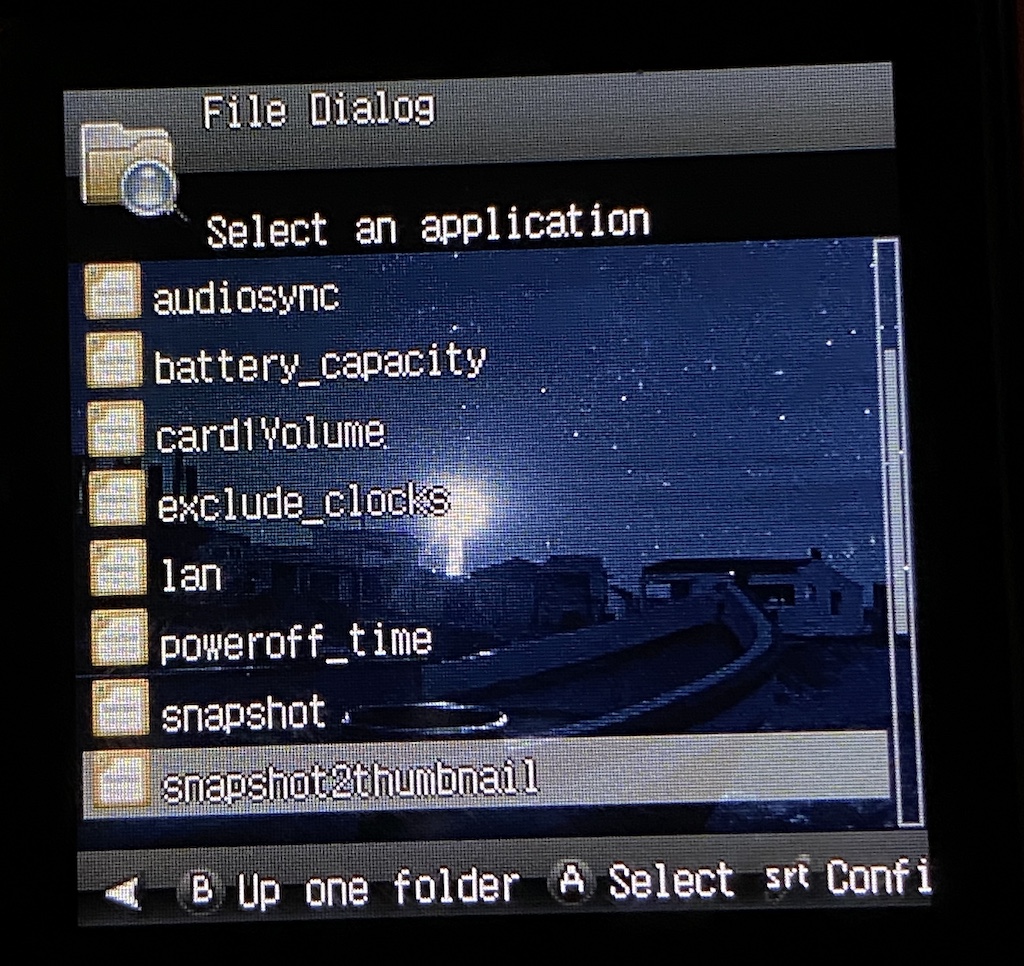 File Dialog
Select an application
audiosync
battery_capacity
card1Volume
exclude_clocks
lan
poweroff_time
snapshot
snapshot2thumbnail
B Up one folder A Select srt Confi